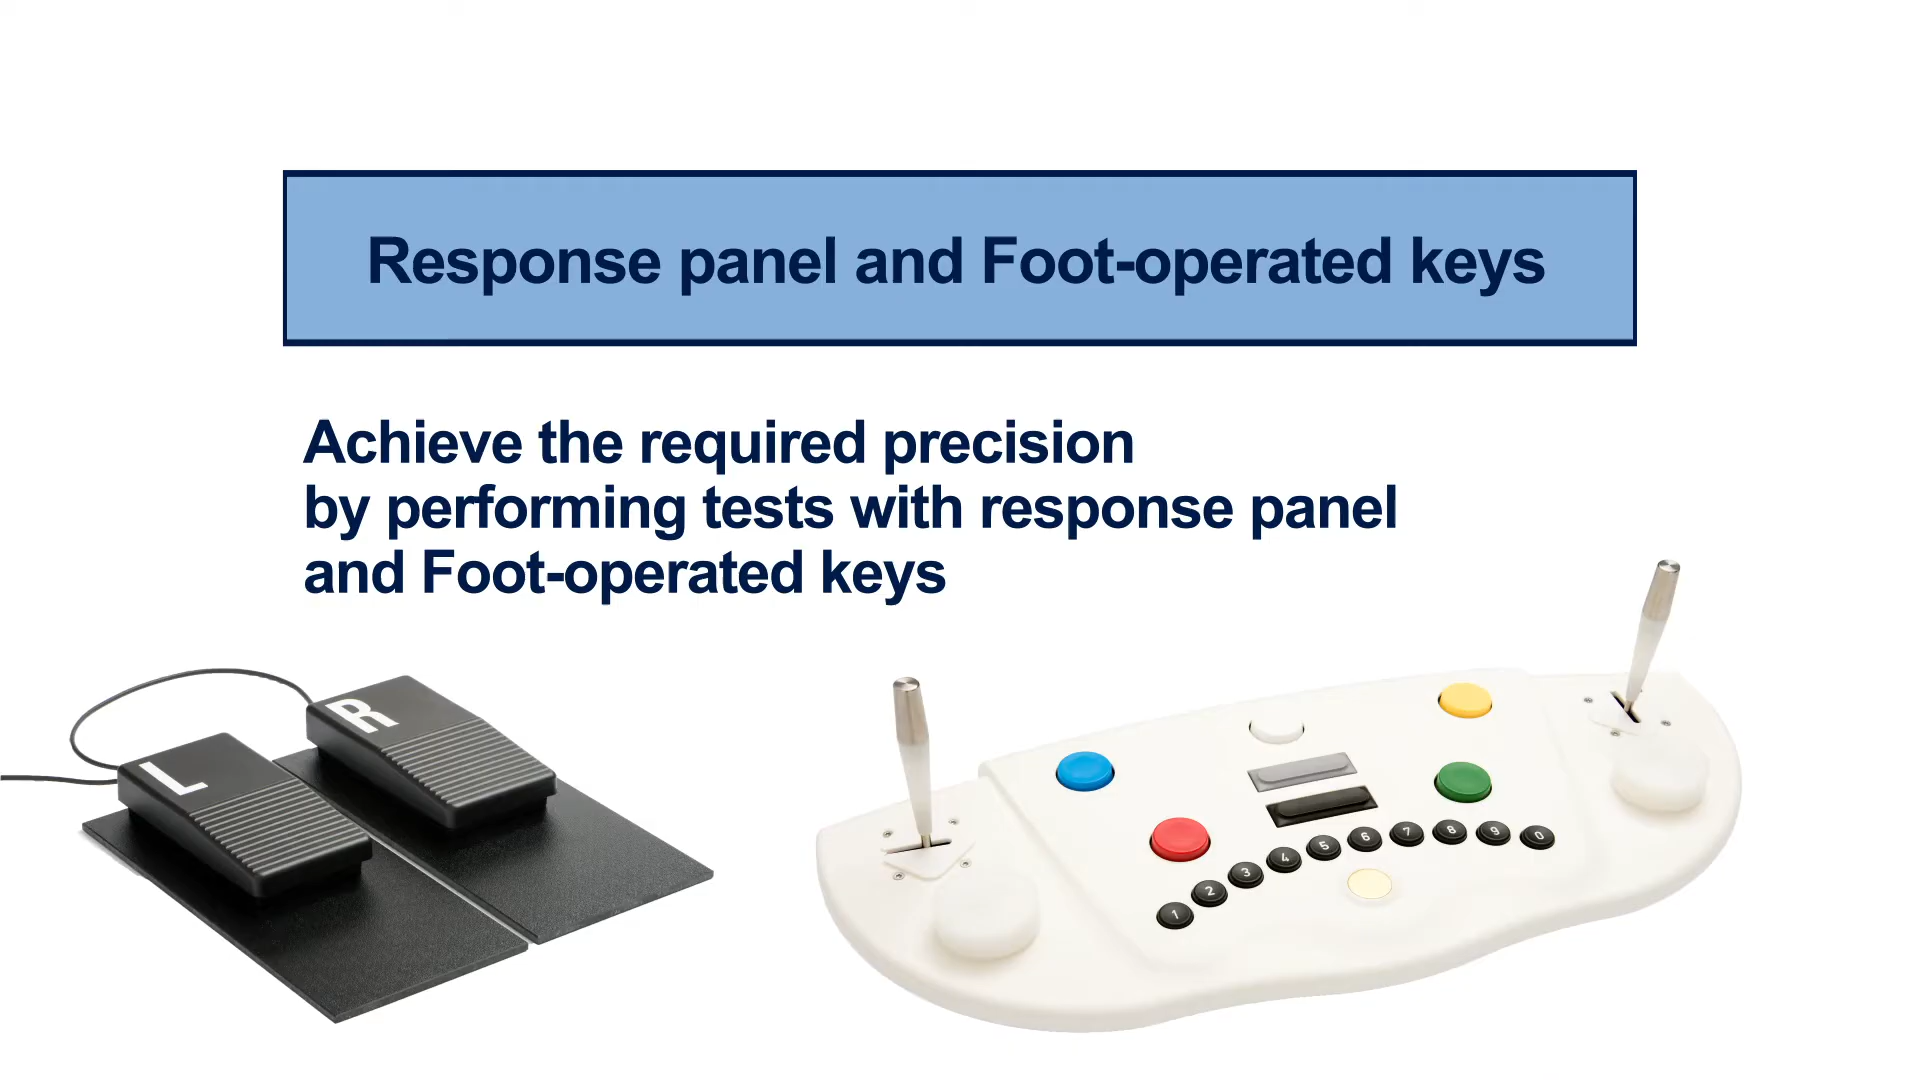 Response panel and Foot-operated keys
Achieve the required precision
by performing tests with response panel
and Foot-operated keys
L
R
1
2
3
4
5
6
7
8
9
0